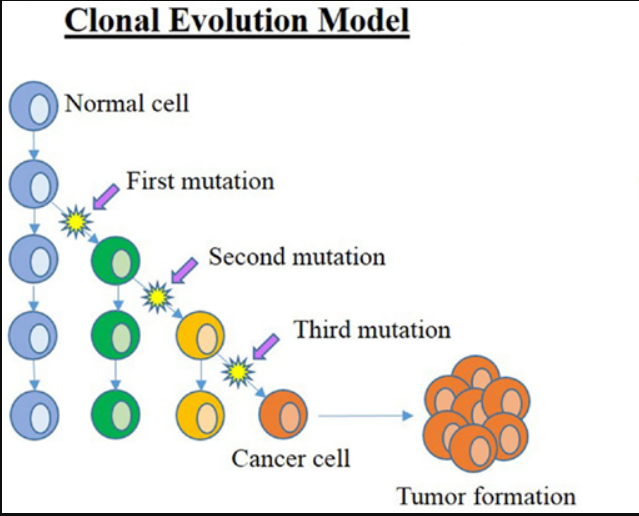 Clonal Evolution Model
Normal cell
First mutation
Second mutation
Third mutation
Cancer cell
Tumor formation